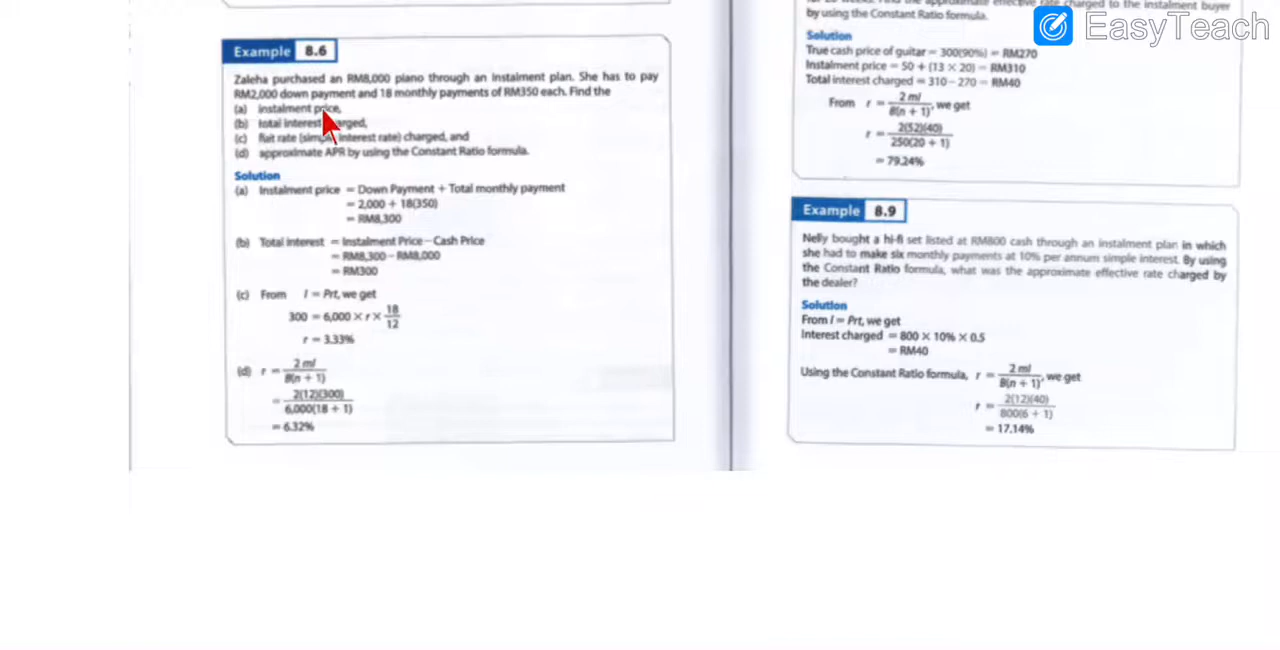 Example 8.6
Zaleha purchased an RM8,000 piano through an instalment plan. She has to pay
RM2,000 down payment and 18 monthly payments of RM350 each. Find the
(a) instalment price,
(b) total interest charged,
(c) flat rate (simple interest rate) charged, and
(d) approximate APR by using the Constant Ratio formula.
Solution
(a) Instalment price = Down Payment + Total monthly payment
= 2,000 + 18(350)
= RM8,300
(b) Total interest = Instalment Price – Cash Price
= RM8,300 – RM8,000
= RM300
(c) From I = Prt, we get
300 = 6,000 × r × 18/12
r = 3.33%
(d) r = 2 mI / B(n + 1)
= 2(12)(300) / 6,000(18 + 1)
= 6.32%
effective rate charged to the instalment buyer
by using the Constant Ratio formula.
EasyTeach
Solution
True cash price of guitar = 300(90%) = RM270
Instalment price = 50 + (13 × 20) = RM310
Total interest charged = 310 – 270 = RM40
From r = 2 mI / B(n + 1), we get
r = 2(52)(40) / 250(20 + 1)
= 79.24%
Example 8.9
Nelly bought a hi-fi set listed at RM800 cash through an instalment plan in which
she had to make six monthly payments at 10% per annum simple interest. By using
the Constant Ratio formula, what was the approximate effective rate charged by
the dealer?
Solution
From I = Prt, we get
Interest charged = 800 × 10% × 0.5
= RM40
Using the Constant Ratio formula, r = 2 mI / B(n + 1), we get
r = 2(12)(40) / 800(6 + 1)
= 17.14%